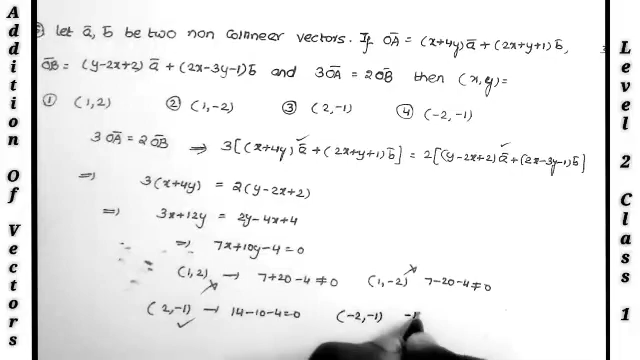 Addition Of Vectors
Let a̅, b̅ be two non collinear vectors. If OA̅ = (x+4y) a̅ + (2x+y+1) b̅,
OB̅ = (y-2x+2) a̅ + (2x-3y-1) b̅ and 3OA̅ = 2OB̅ then (x,y)=
① (1,2) ② (1,-2) ③ (2,-1) ④ (-2,-1)
3OA̅ = 2OB̅ ⇒ 3[(x+4y) a̅ + (2x+y+1) b̅] = 2[(y-2x+2) a̅ + (2x-3y-1) b̅]
⇒ 3(x+4y) = 2(y-2x+2)
⇒ 3x+12y = 2y-4x+4
⇒ 7x+10y-4=0
(1,2) → 7+20-4≠0 (1,-2) 7-20-4≠0
(2,-1) → 14-10-4=0 (-2,-1) -1
Level 2 Class 1